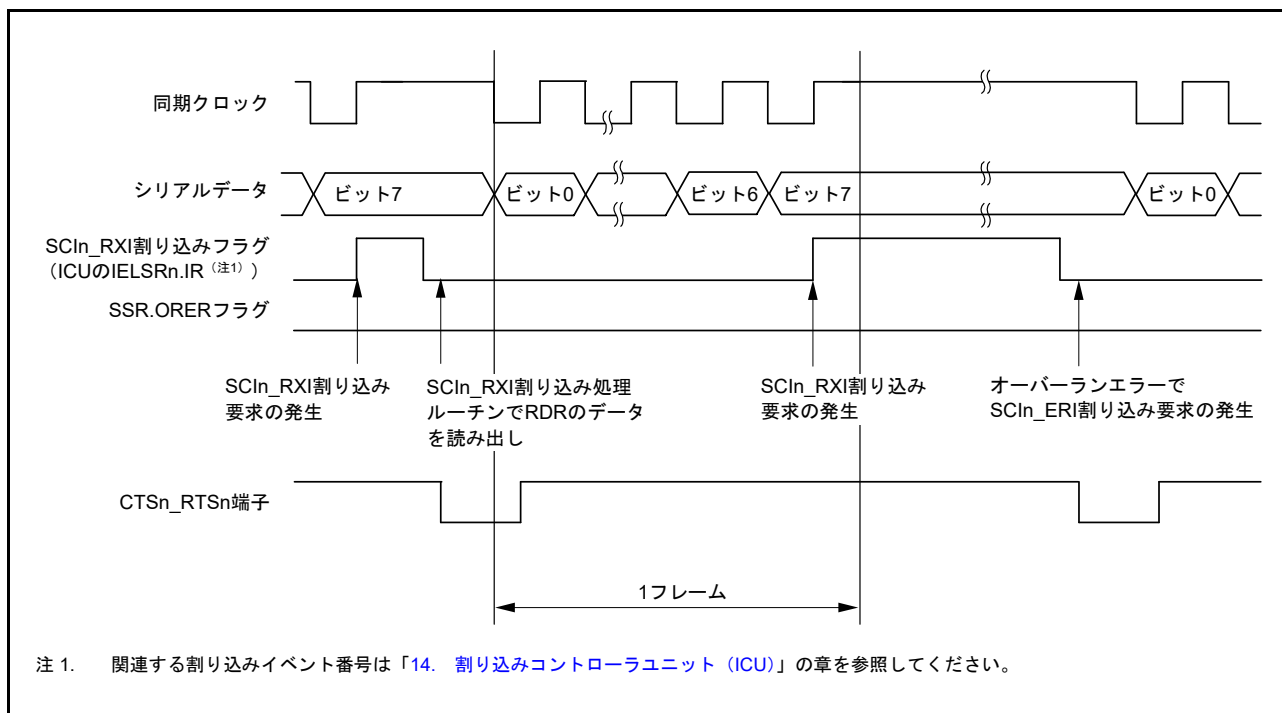 同期クロック
シリアルデータ
ビット7
ビット0
ビット6
ビット7
ビット0
SCIn_RXI割り込みフラグ
(ICUのIELSRn.IR (注1) )
SSR.ORERフラグ
SCIn_RXI割り込み
要求の発生
SCIn_RXI割り込み処理
ルーチンでRDRのデータ
を読み出し
SCIn_RXI割り込み
要求の発生
オーバーランエラーで
SCIn_ERI割り込み要求の発生
CTSn_RTSn端子
1フレーム
注 1. 関連する割り込みイベント番号は「14. 割り込みコントローラユニット（ICU）」の章を参照してください。